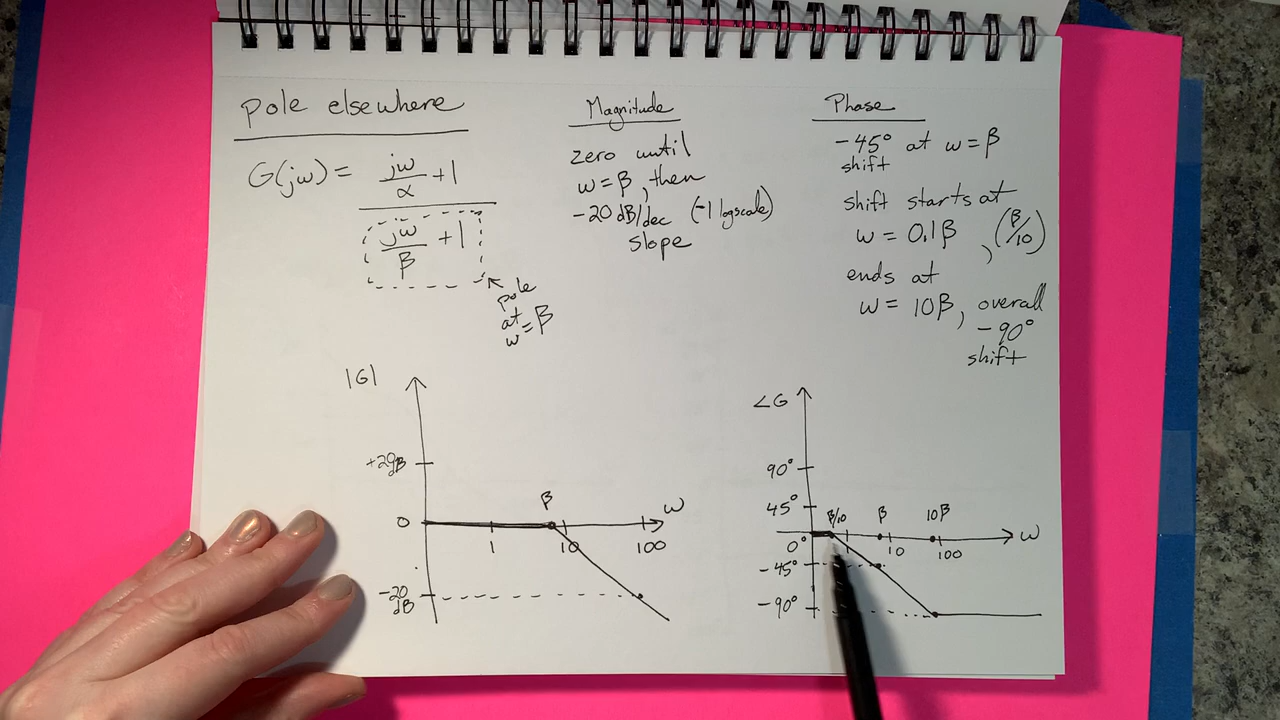 pole elsewhere
G(jω) = jω/α + 1
jω/β + 1
pole
at
ω = β
Magnitude
zero until
ω = β, then
-20 dB/dec (-1 logscale)
slope
Phase
-45° at ω = β
shift
shift starts at
ω = 0.1β, (β/10)
ends at
ω = 10β, overall
-90°
shift
|G|
+20dB
0
-20
dB
β
ω
1
10
100
∠G
90°
45°
0°
-45°
-90°
β/10
β
10β
ω
10
100